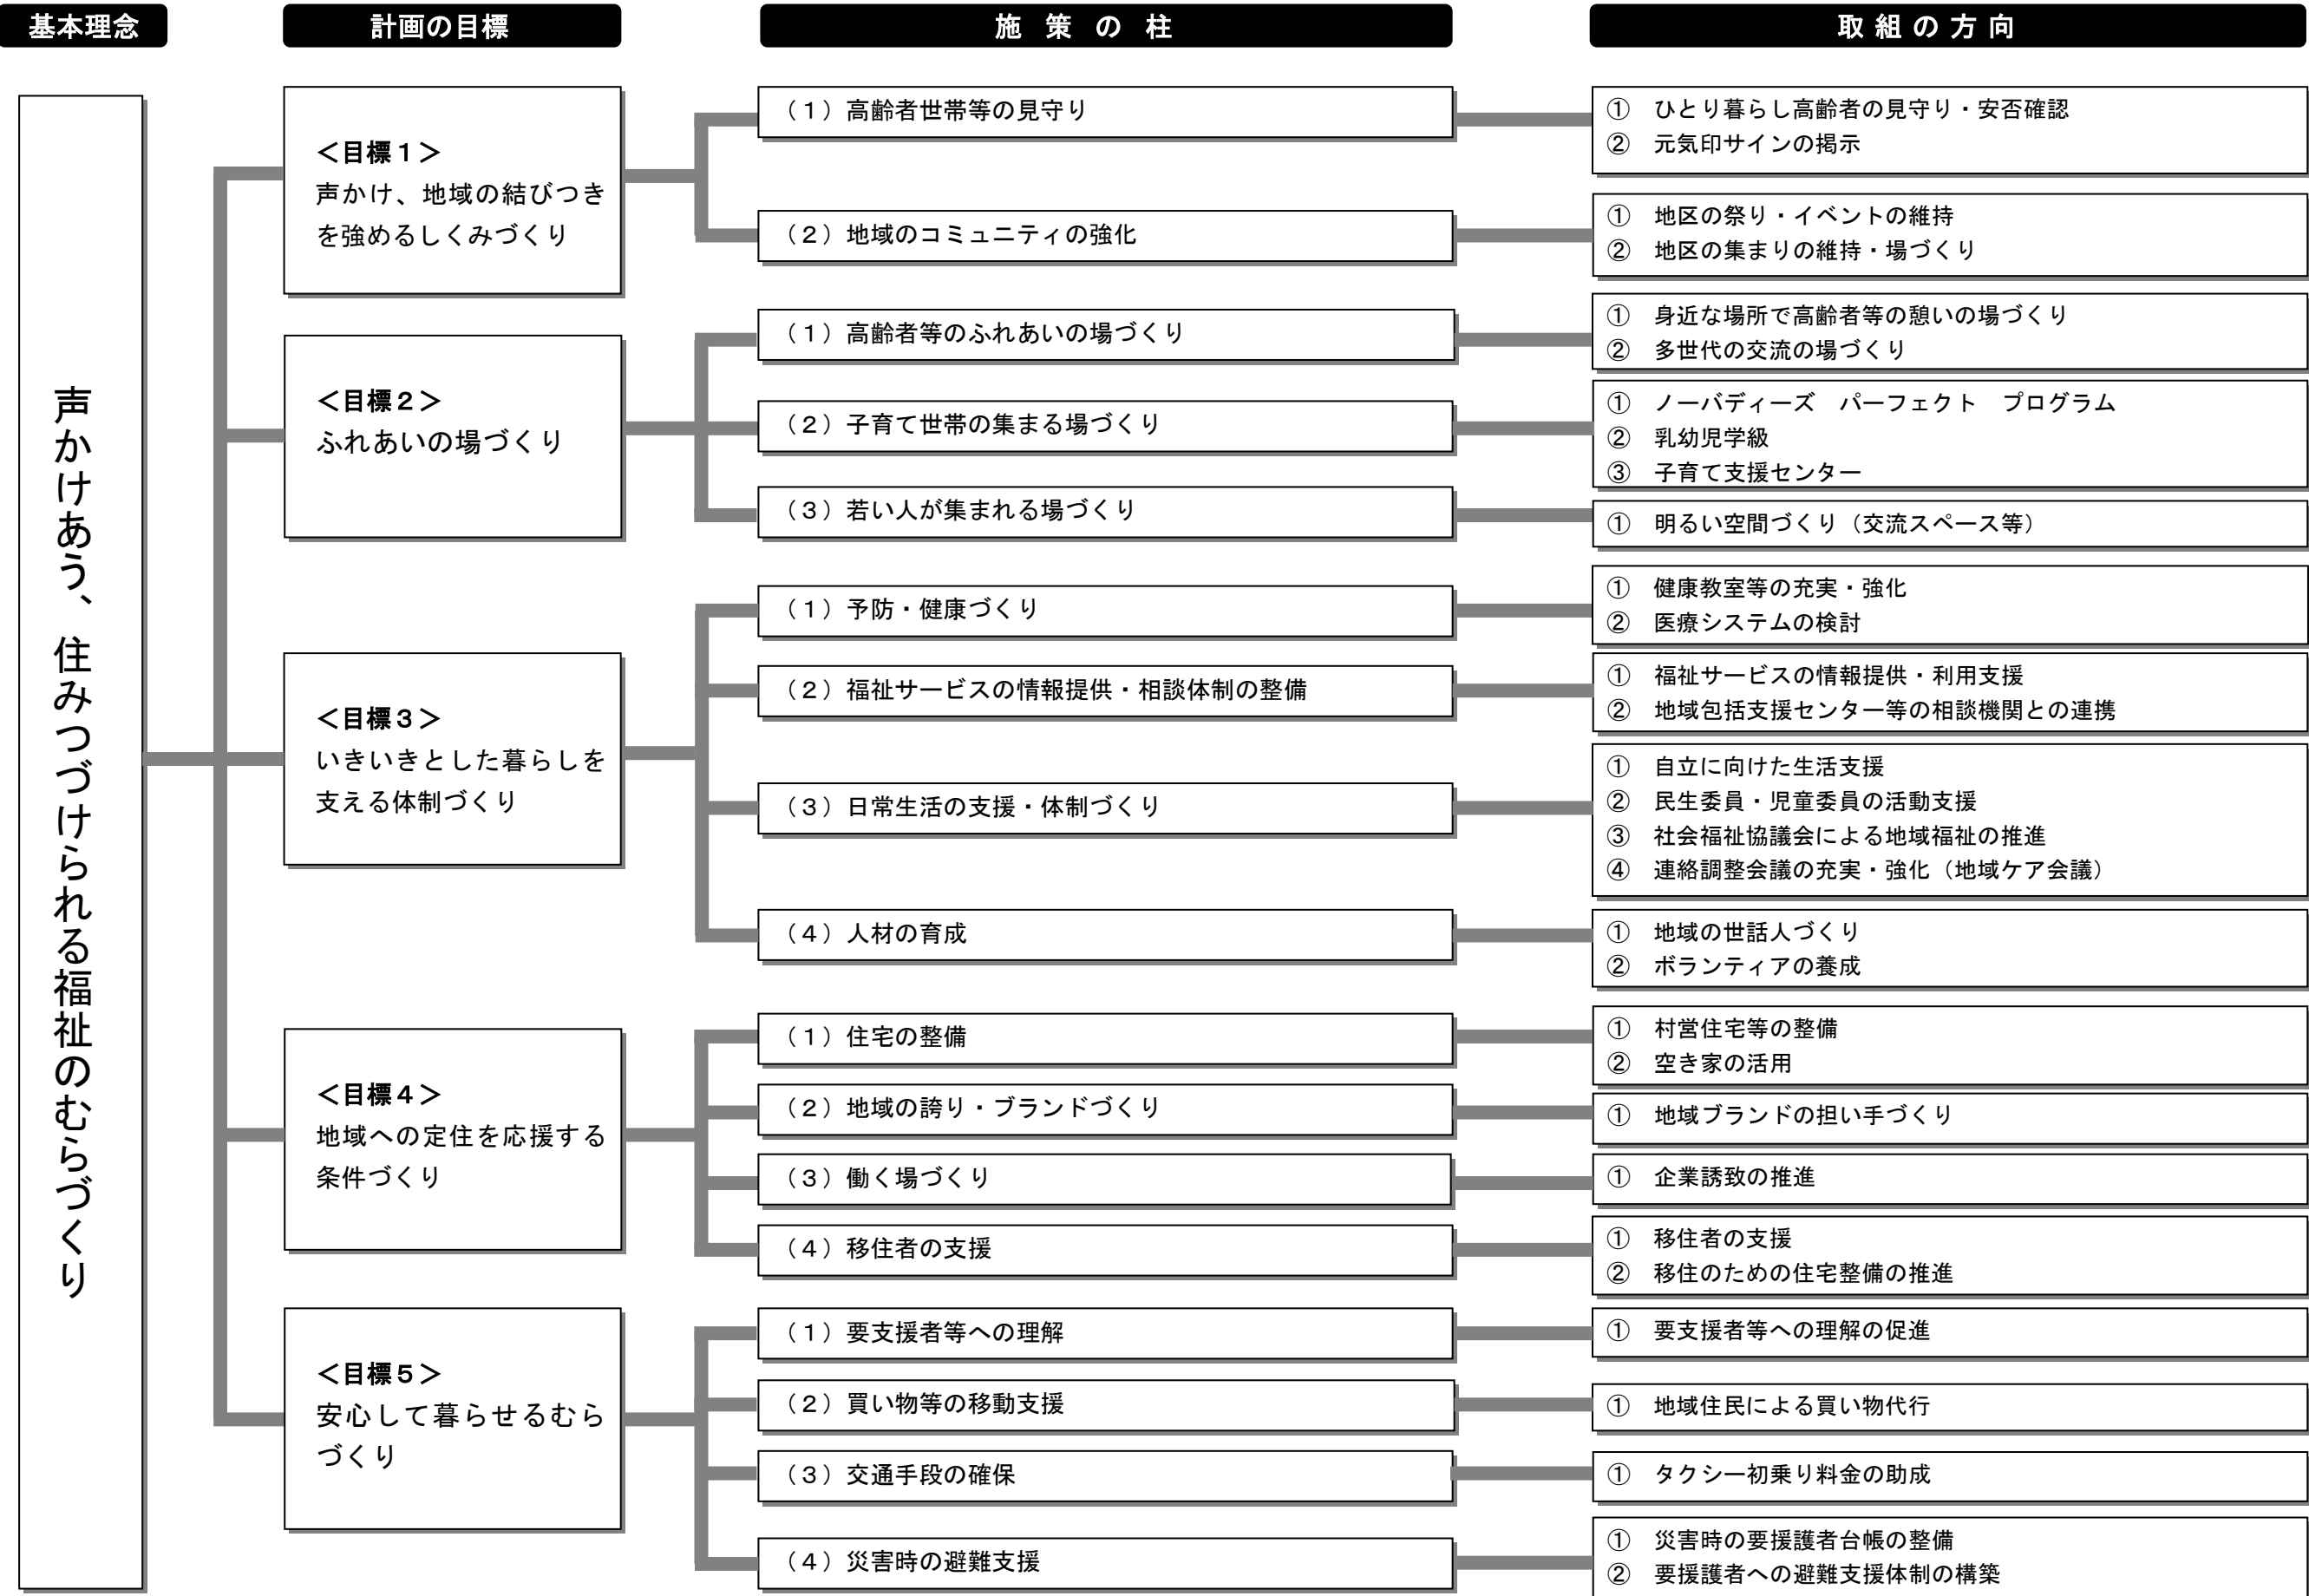 基本理念
計画の目標
施策の柱
取組の方向
声かけあう、住みつづけられる福祉のむらづくり
＜目標１＞
声かけ、地域の結びつき
を強めるしくみづくり
（１）高齢者世帯等の見守り
① ひとり暮らし高齢者の見守り・安否確認
② 元気印サインの掲示
（２）地域のコミュニティの強化
① 地区の祭り・イベントの維持
② 地区の集まりの維持・場づくり
＜目標２＞
ふれあいの場づくり
（１）高齢者等のふれあいの場づくり
① 身近な場所で高齢者等の憩いの場づくり
② 多世代の交流の場づくり
（２）子育て世帯の集まる場づくり
① ノーバディーズ　パーフェクト　プログラム
② 乳幼児学級
③ 子育て支援センター
（３）若い人が集まれる場づくり
① 明るい空間づくり（交流スペース等）
＜目標３＞
いきいきとした暮らしを
支える体制づくり
（１）予防・健康づくり
① 健康教室等の充実・強化
② 医療システムの検討
（２）福祉サービスの情報提供・相談体制の整備
① 福祉サービスの情報提供・利用支援
② 地域包括支援センター等の相談機関との連携
（３）日常生活の支援・体制づくり
① 自立に向けた生活支援
② 民生委員・児童委員の活動支援
③ 社会福祉協議会による地域福祉の推進
④ 連絡調整会議の充実・強化（地域ケア会議）
（４）人材の育成
① 地域の世話人づくり
② ボランティアの養成
＜目標４＞
地域への定住を応援する
条件づくり
（１）住宅の整備
① 村営住宅等の整備
② 空き家の活用
（２）地域の誇り・ブランドづくり
① 地域ブランドの担い手づくり
（３）働く場づくり
① 企業誘致の推進
（４）移住者の支援
① 移住者の支援
② 移住のための住宅整備の推進
＜目標５＞
安心して暮らせるむら
づくり
（１）要支援者等への理解
① 要支援者等への理解の促進
（２）買い物等の移動支援
① 地域住民による買い物代行
（３）交通手段の確保
① タクシー初乗り料金の助成
（４）災害時の避難支援
① 災害時の要援護者台帳の整備
② 要援護者への避難支援体制の構築